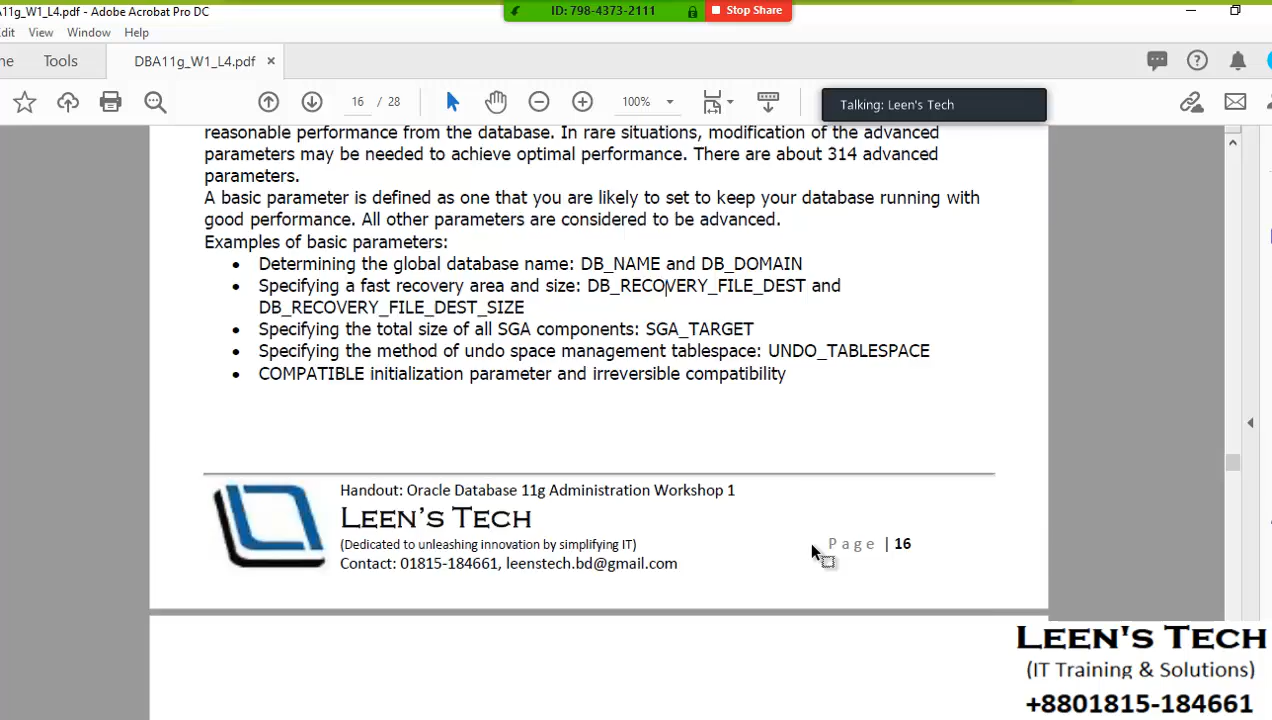 11g_W1_L4.pdf - Adobe Acrobat Pro DC
ID: 798-4373-2111
Stop Share
dit View Window Help
ne Tools DBA11g_W1_L4.pdf ×
16 / 28
100%
Talking: Leen's Tech
reasonable performance from the database. In rare situations, modification of the advanced
parameters may be needed to achieve optimal performance. There are about 314 advanced
parameters.
A basic parameter is defined as one that you are likely to set to keep your database running with
good performance. All other parameters are considered to be advanced.
Examples of basic parameters:
• Determining the global database name: DB_NAME and DB_DOMAIN
• Specifying a fast recovery area and size: DB_RECOVERY_FILE_DEST and
DB_RECOVERY_FILE_DEST_SIZE
• Specifying the total size of all SGA components: SGA_TARGET
• Specifying the method of undo space management tablespace: UNDO_TABLESPACE
• COMPATIBLE initialization parameter and irreversible compatibility
Handout: Oracle Database 11g Administration Workshop 1
LEEN'S TECH
(Dedicated to unleashing innovation by simplifying IT)
Contact: 01815-184661, leenstech.bd@gmail.com
Page | 16
LEEN'S TECH
(IT Training & Solutions)
+8801815-184661